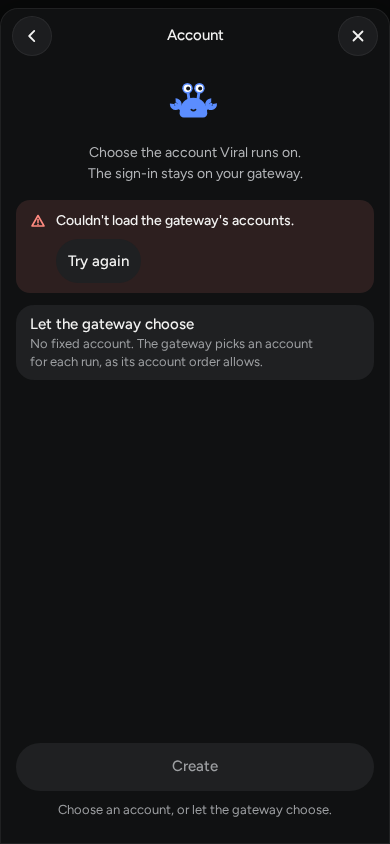 Account
Choose the account Viral runs on.
The sign-in stays on your gateway.
Couldn't load the gateway's accounts.
Try again
Let the gateway choose
No fixed account. The gateway picks an account
for each run, as its account order allows.
Create
Choose an account, or let the gateway choose.